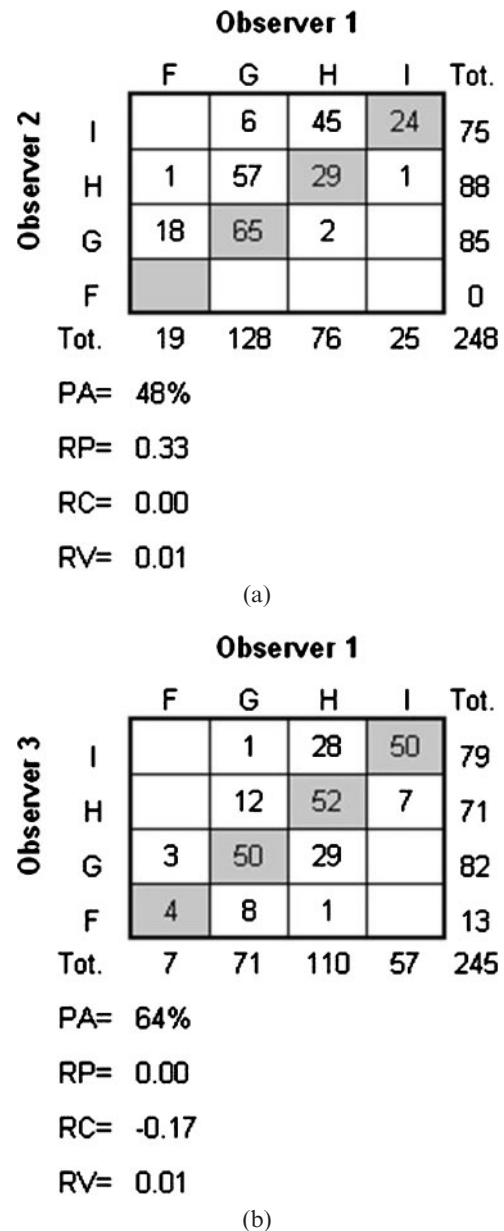 Observer 1
F G H I Tot.
Observer 2
I 6 45 24 75
H 1 57 29 1 88
G 18 65 2 85
F 0
Tot. 19 128 76 25 248
PA= 48%
RP= 0.33
RC= 0.00
RV= 0.01
(a)
Observer 1
F G H I Tot.
Observer 3
I 1 28 50 79
H 12 52 7 71
G 3 50 29 82
F 4 8 1 13
Tot. 7 71 110 57 245
PA= 64%
RP= 0.00
RC= -0.17
RV= 0.01
(b)